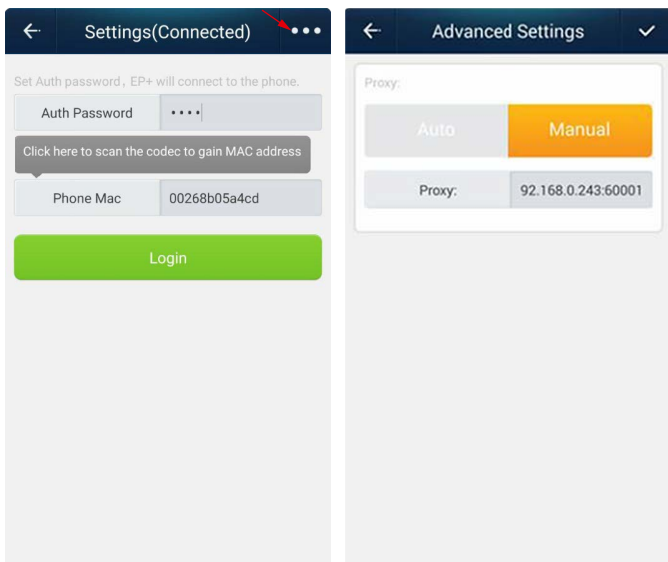 Settings(Connected)
Set Auth password, EP+ will connect to the phone.
Auth Password ····
Click here to scan the codec to gain MAC address
Phone Mac 00268b05a4cd
Login
Advanced Settings
Proxy:
Auto Manual
Proxy: 92.168.0.243:60001